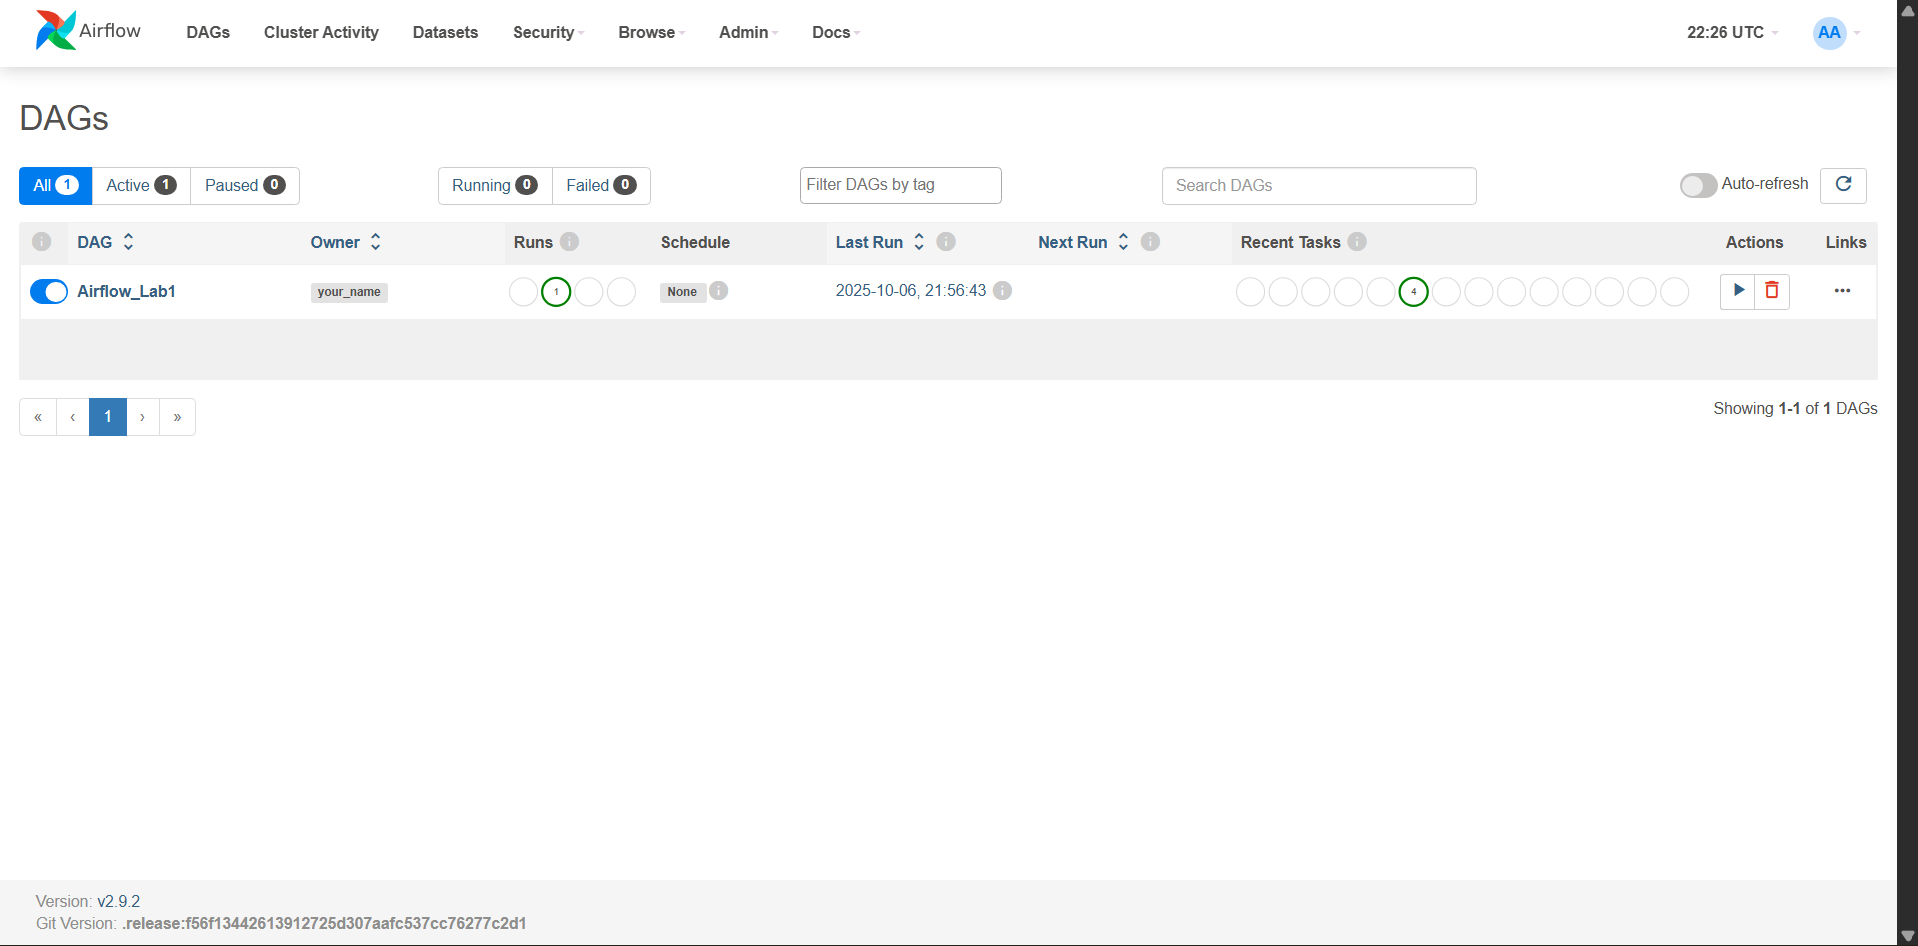 Airflow DAGs Cluster Activity Datasets Security Browse Admin Docs 22:26 UTC AA
DAGs
All 1 Active 1 Paused 0 Running 0 Failed 0 Filter DAGs by tag Search DAGs Auto-refresh
DAG Owner Runs Schedule Last Run Next Run Recent Tasks Actions Links
Airflow_Lab1 your_name 1 None 2025-10-06, 21:56:43 4
« ‹ 1 › » Showing 1-1 of 1 DAGs
Version: v2.9.2
Git Version: .release:f56f13442613912725d307aafc537cc76277c2d1